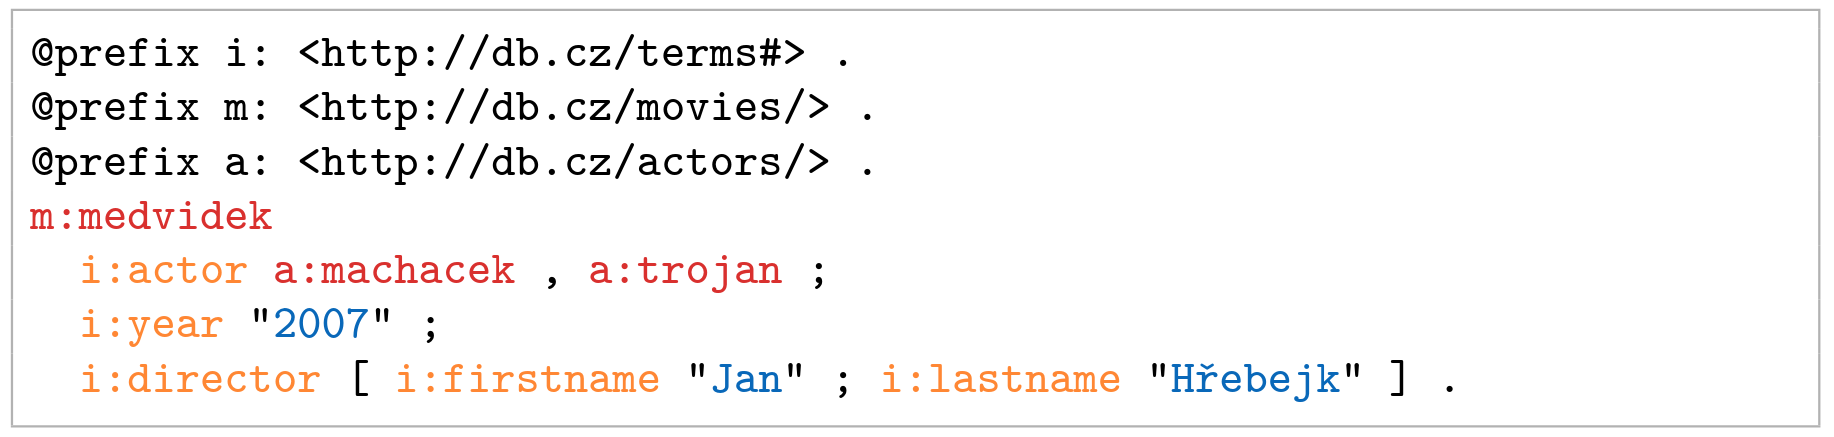 @prefix i: <http://db.cz/terms#> .
@prefix m: <http://db.cz/movies/> .
@prefix a: <http://db.cz/actors/> .
m:medvidek
  i:actor a:machacek , a:trojan ;
  i:year "2007" ;
  i:director [ i:firstname "Jan" ; i:lastname "Hřebejk" ] .